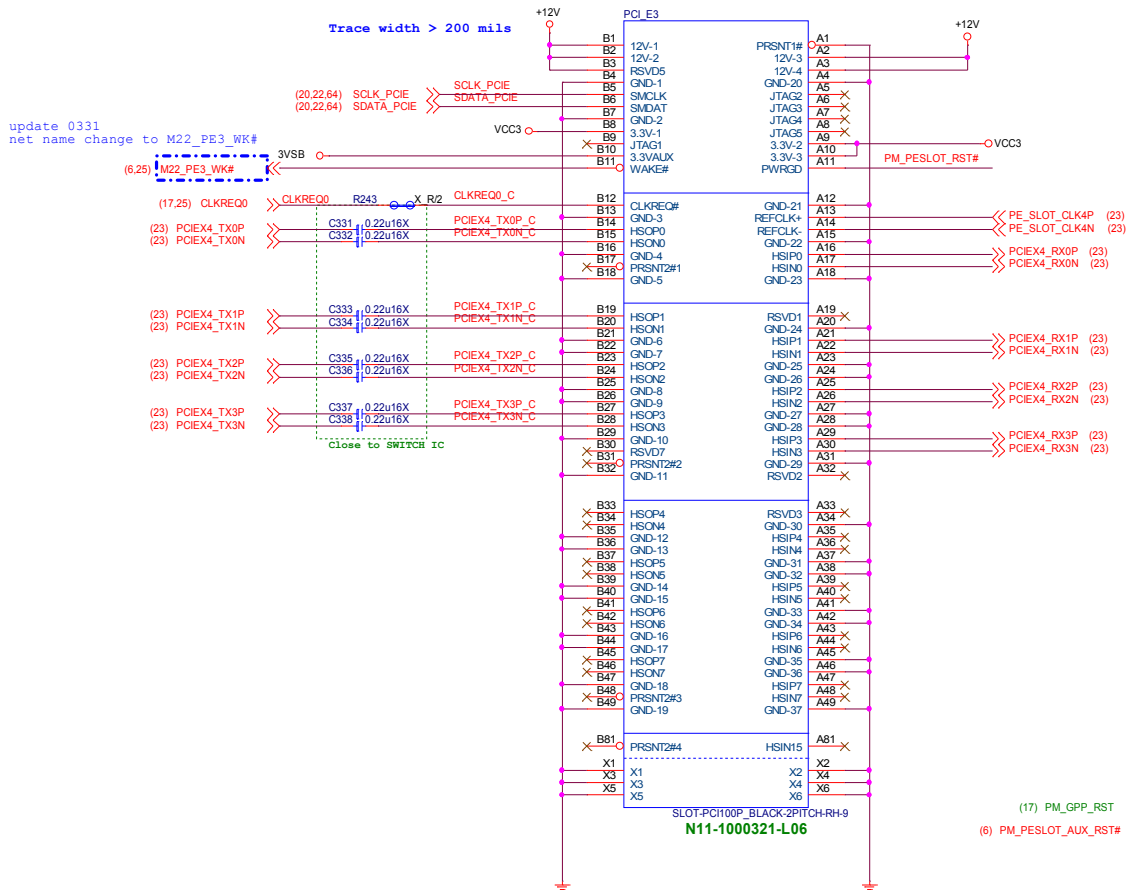 +12V
Trace width > 200 mils
PCI_E3
+12V
B1 12V-1 PRSNT1# A1
B2 12V-2 12V-3 A2
B3 RSVD5 12V-4 A3
B4 GND-1 GND-20 A4
(20,22,64) SCLK_PCIE SCLK_PCIE B5 SMCLK JTAG2 A5
(20,22,64) SDATA_PCIE SDATA_PCIE B6 SMDAT JTAG3 A6
B7 GND-2 JTAG4 A7
update 0331
net name change to M22_PE3_WK#
VCC3 B8 3.3V-1 JTAG5 A8
B9 JTAG1 3.3V-2 A9 VCC3
3VSB B10 3.3VAUX 3.3V-3 A10
(6,25) M22_PE3_WK# B11 WAKE# PWRGD A11 PM_PESLOT_RST#
(17,25) CLKREQ0 CLKREQ0 R243 X_R/2 CLKREQ0_C B12 CLKREQ# GND-21 A12
B13 GND-3 REFCLK+ A13 PE_SLOT_CLK4P (23)
(23) PCIEX4_TX0P C331 0.22u16X PCIEX4_TX0P_C B14 HSOP0 REFCLK- A14 PE_SLOT_CLK4N (23)
(23) PCIEX4_TX0N C332 0.22u16X PCIEX4_TX0N_C B15 HSON0 GND-22 A15
B16 GND-4 HSIP0 A16 PCIEX4_RX0P (23)
B17 PRSNT2#1 HSIN0 A17 PCIEX4_RX0N (23)
B18 GND-5 GND-23 A18
(23) PCIEX4_TX1P C333 0.22u16X PCIEX4_TX1P_C B19 HSOP1 RSVD1 A19
(23) PCIEX4_TX1N C334 0.22u16X PCIEX4_TX1N_C B20 HSON1 GND-24 A20
B21 GND-6 HSIP1 A21 PCIEX4_RX1P (23)
B22 GND-7 HSIN1 A22 PCIEX4_RX1N (23)
(23) PCIEX4_TX2P C335 0.22u16X PCIEX4_TX2P_C B23 HSOP2 GND-25 A23
(23) PCIEX4_TX2N C336 0.22u16X PCIEX4_TX2N_C B24 HSON2 GND-26 A24
B25 GND-8 HSIP2 A25 PCIEX4_RX2P (23)
B26 GND-9 HSIN2 A26 PCIEX4_RX2N (23)
(23) PCIEX4_TX3P C337 0.22u16X PCIEX4_TX3P_C B27 HSOP3 GND-27 A27
(23) PCIEX4_TX3N C338 0.22u16X PCIEX4_TX3N_C B28 HSON3 GND-28 A28
B29 GND-10 HSIP3 A29 PCIEX4_RX3P (23)
Close to SWITCH IC
B30 RSVD7 HSIN3 A30 PCIEX4_RX3N (23)
B31 PRSNT2#2 GND-29 A31
B32 GND-11 RSVD2 A32
B33 HSOP4 RSVD3 A33
B34 HSON4 GND-30 A34
B35 GND-12 HSIP4 A35
B36 GND-13 HSIN4 A36
B37 HSOP5 GND-31 A37
B38 HSON5 GND-32 A38
B39 GND-14 HSIP5 A39
B40 GND-15 HSIN5 A40
B41 HSOP6 GND-33 A41
B42 HSON6 GND-34 A42
B43 GND-16 HSIP6 A43
B44 GND-17 HSIN6 A44
B45 HSOP7 GND-35 A45
B46 HSON7 GND-36 A46
B47 GND-18 HSIP7 A47
B48 PRSNT2#3 HSIN7 A48
B49 GND-19 GND-37 A49
B81 PRSNT2#4 HSIN15 A81
X1 X1 X2 X2
X3 X3 X4 X4
X5 X5 X6 X6
SLOT-PCI100P_BLACK-2PITCH-RH-9
N11-1000321-L06
(17) PM_GPP_RST
(6) PM_PESLOT_AUX_RST#